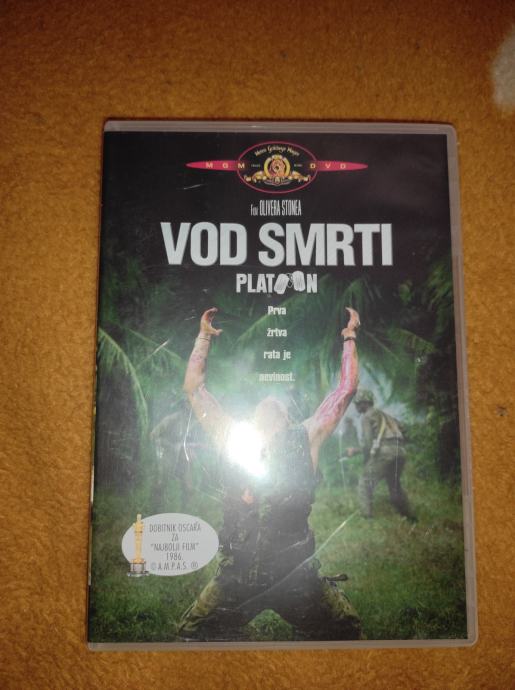 MGM DVD
Film OLIVERA STONEA
VOD SMRTI
PLATOON
Prva
žrtva
rata je
nevinost.
DOBITNIK OSCARA
ZA
"NAJBOLJI FILM"
1986.
© A.M.P.A.S. ®